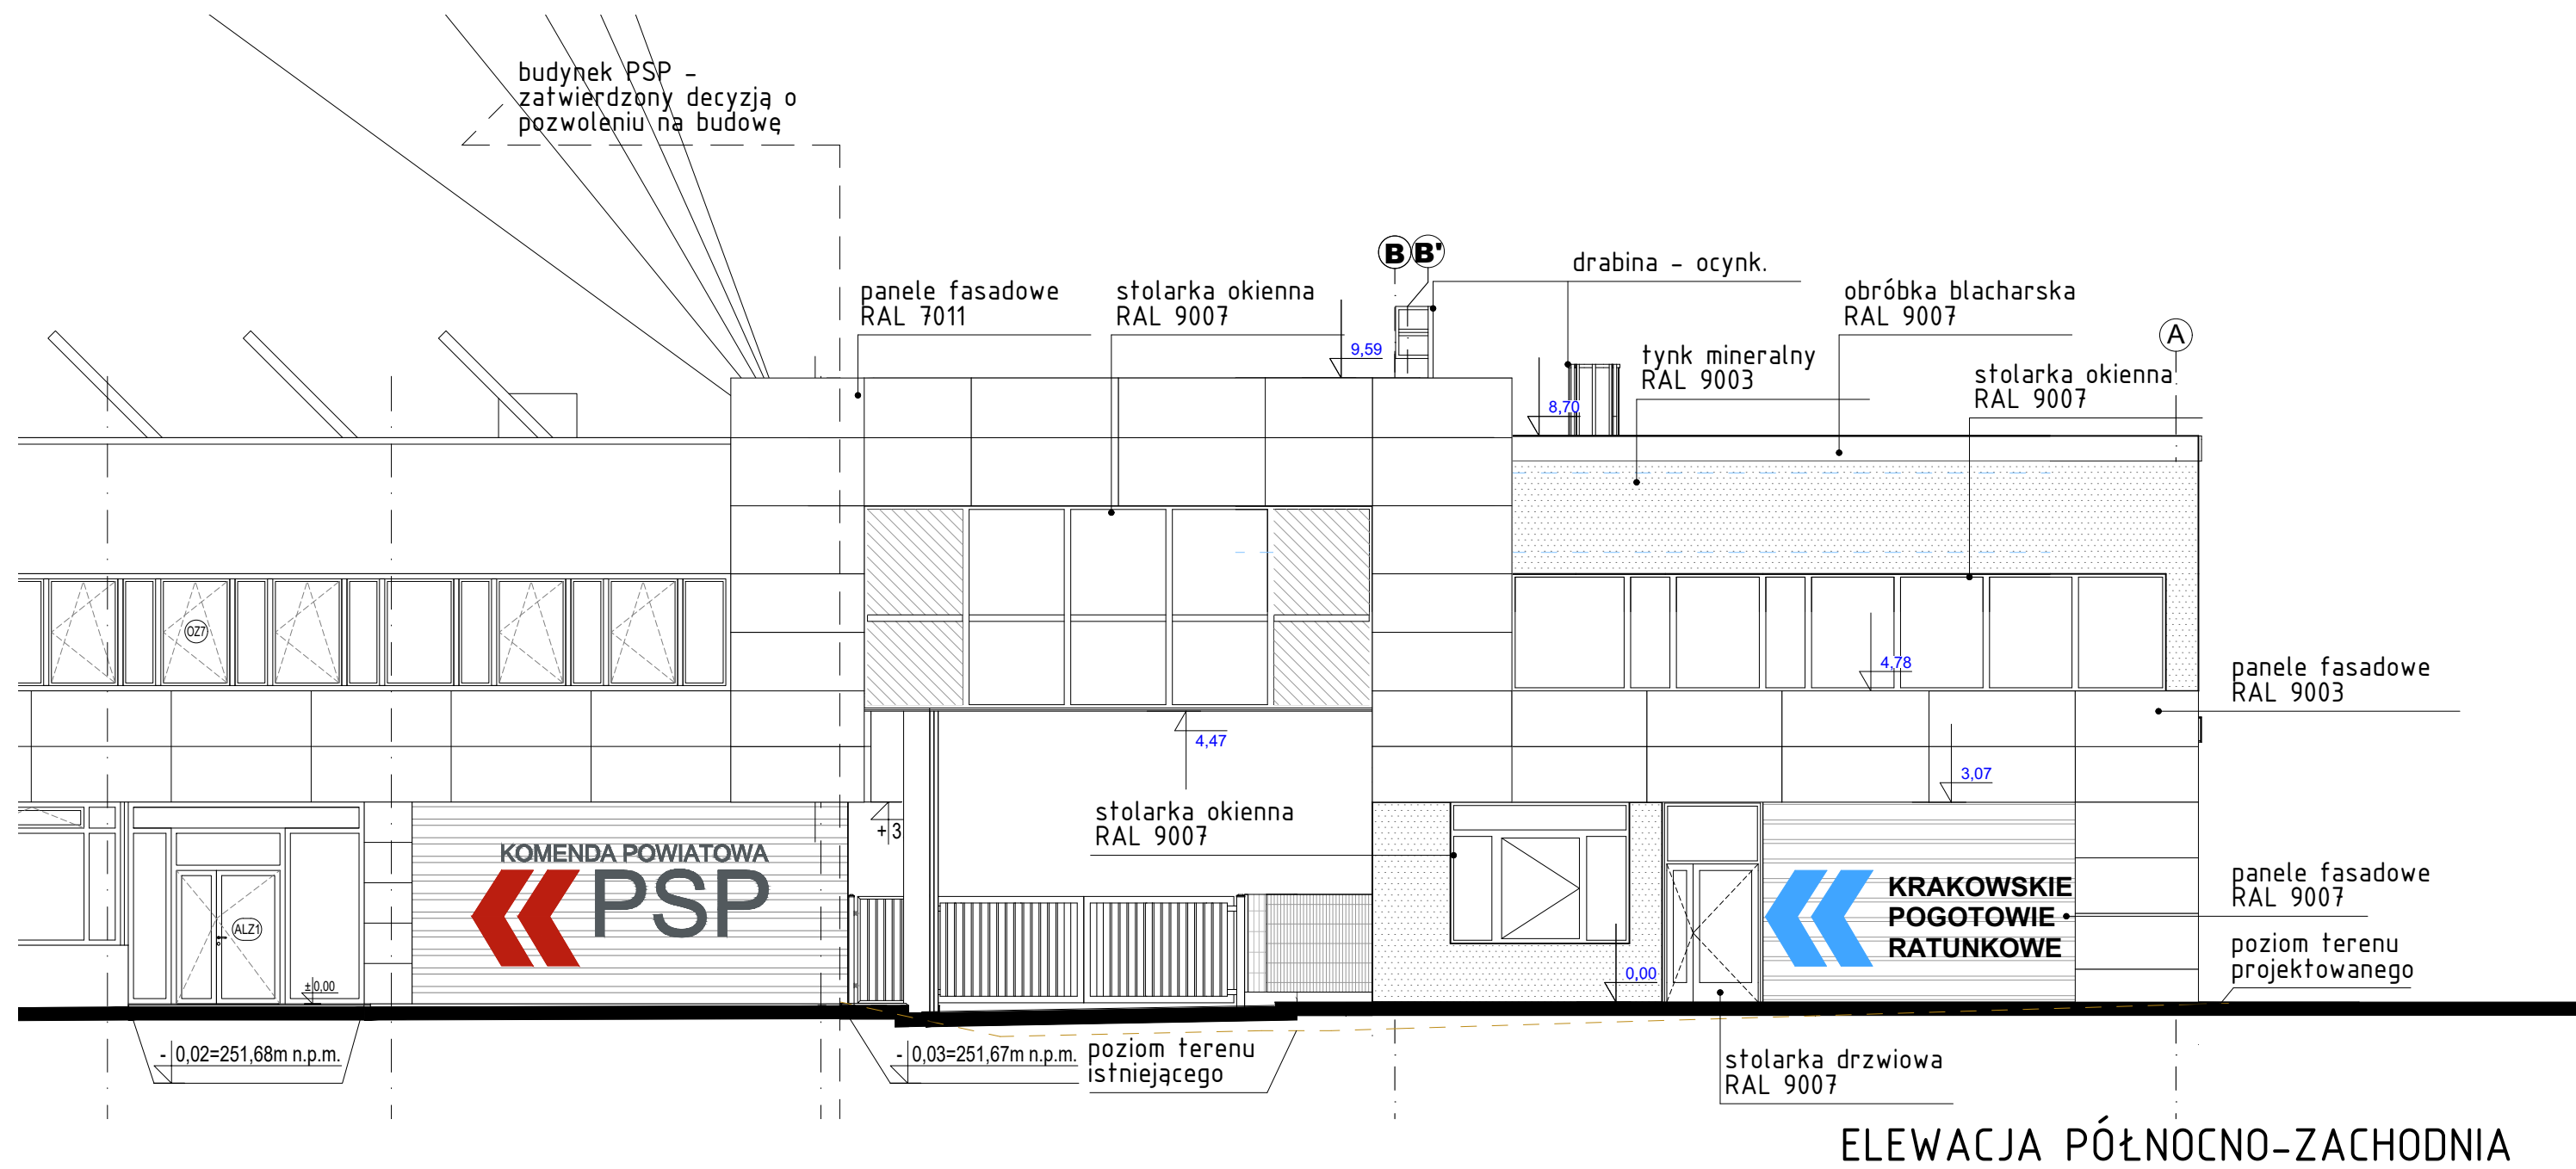 budynek PSP -
zatwierdzony decyzją o
pozwoleniu na budowę
B B'
drabina - ocynk.
panele fasadowe
RAL 7011
stolarka okienna
RAL 9007
obróbka blacharska
RAL 9007
A
9,59
tynk mineralny
RAL 9003
stolarka okienna
RAL 9007
8,70
OZ7
4,78
panele fasadowe
RAL 9003
4,47
3,07
stolarka okienna
RAL 9007
+3
KOMENDA POWIATOWA
PSP
KRAKOWSKIE
POGOTOWIE
RATUNKOWE
panele fasadowe
RAL 9007
ALZ1
poziom terenu
projektowanego
±0.00
0,00
-0,02=251,68m n.p.m.
-0,03=251,67m n.p.m.
poziom terenu
istniejącego
stolarka drzwiowa
RAL 9007
ELEWACJA PÓŁNOCNO-ZACHODNIA